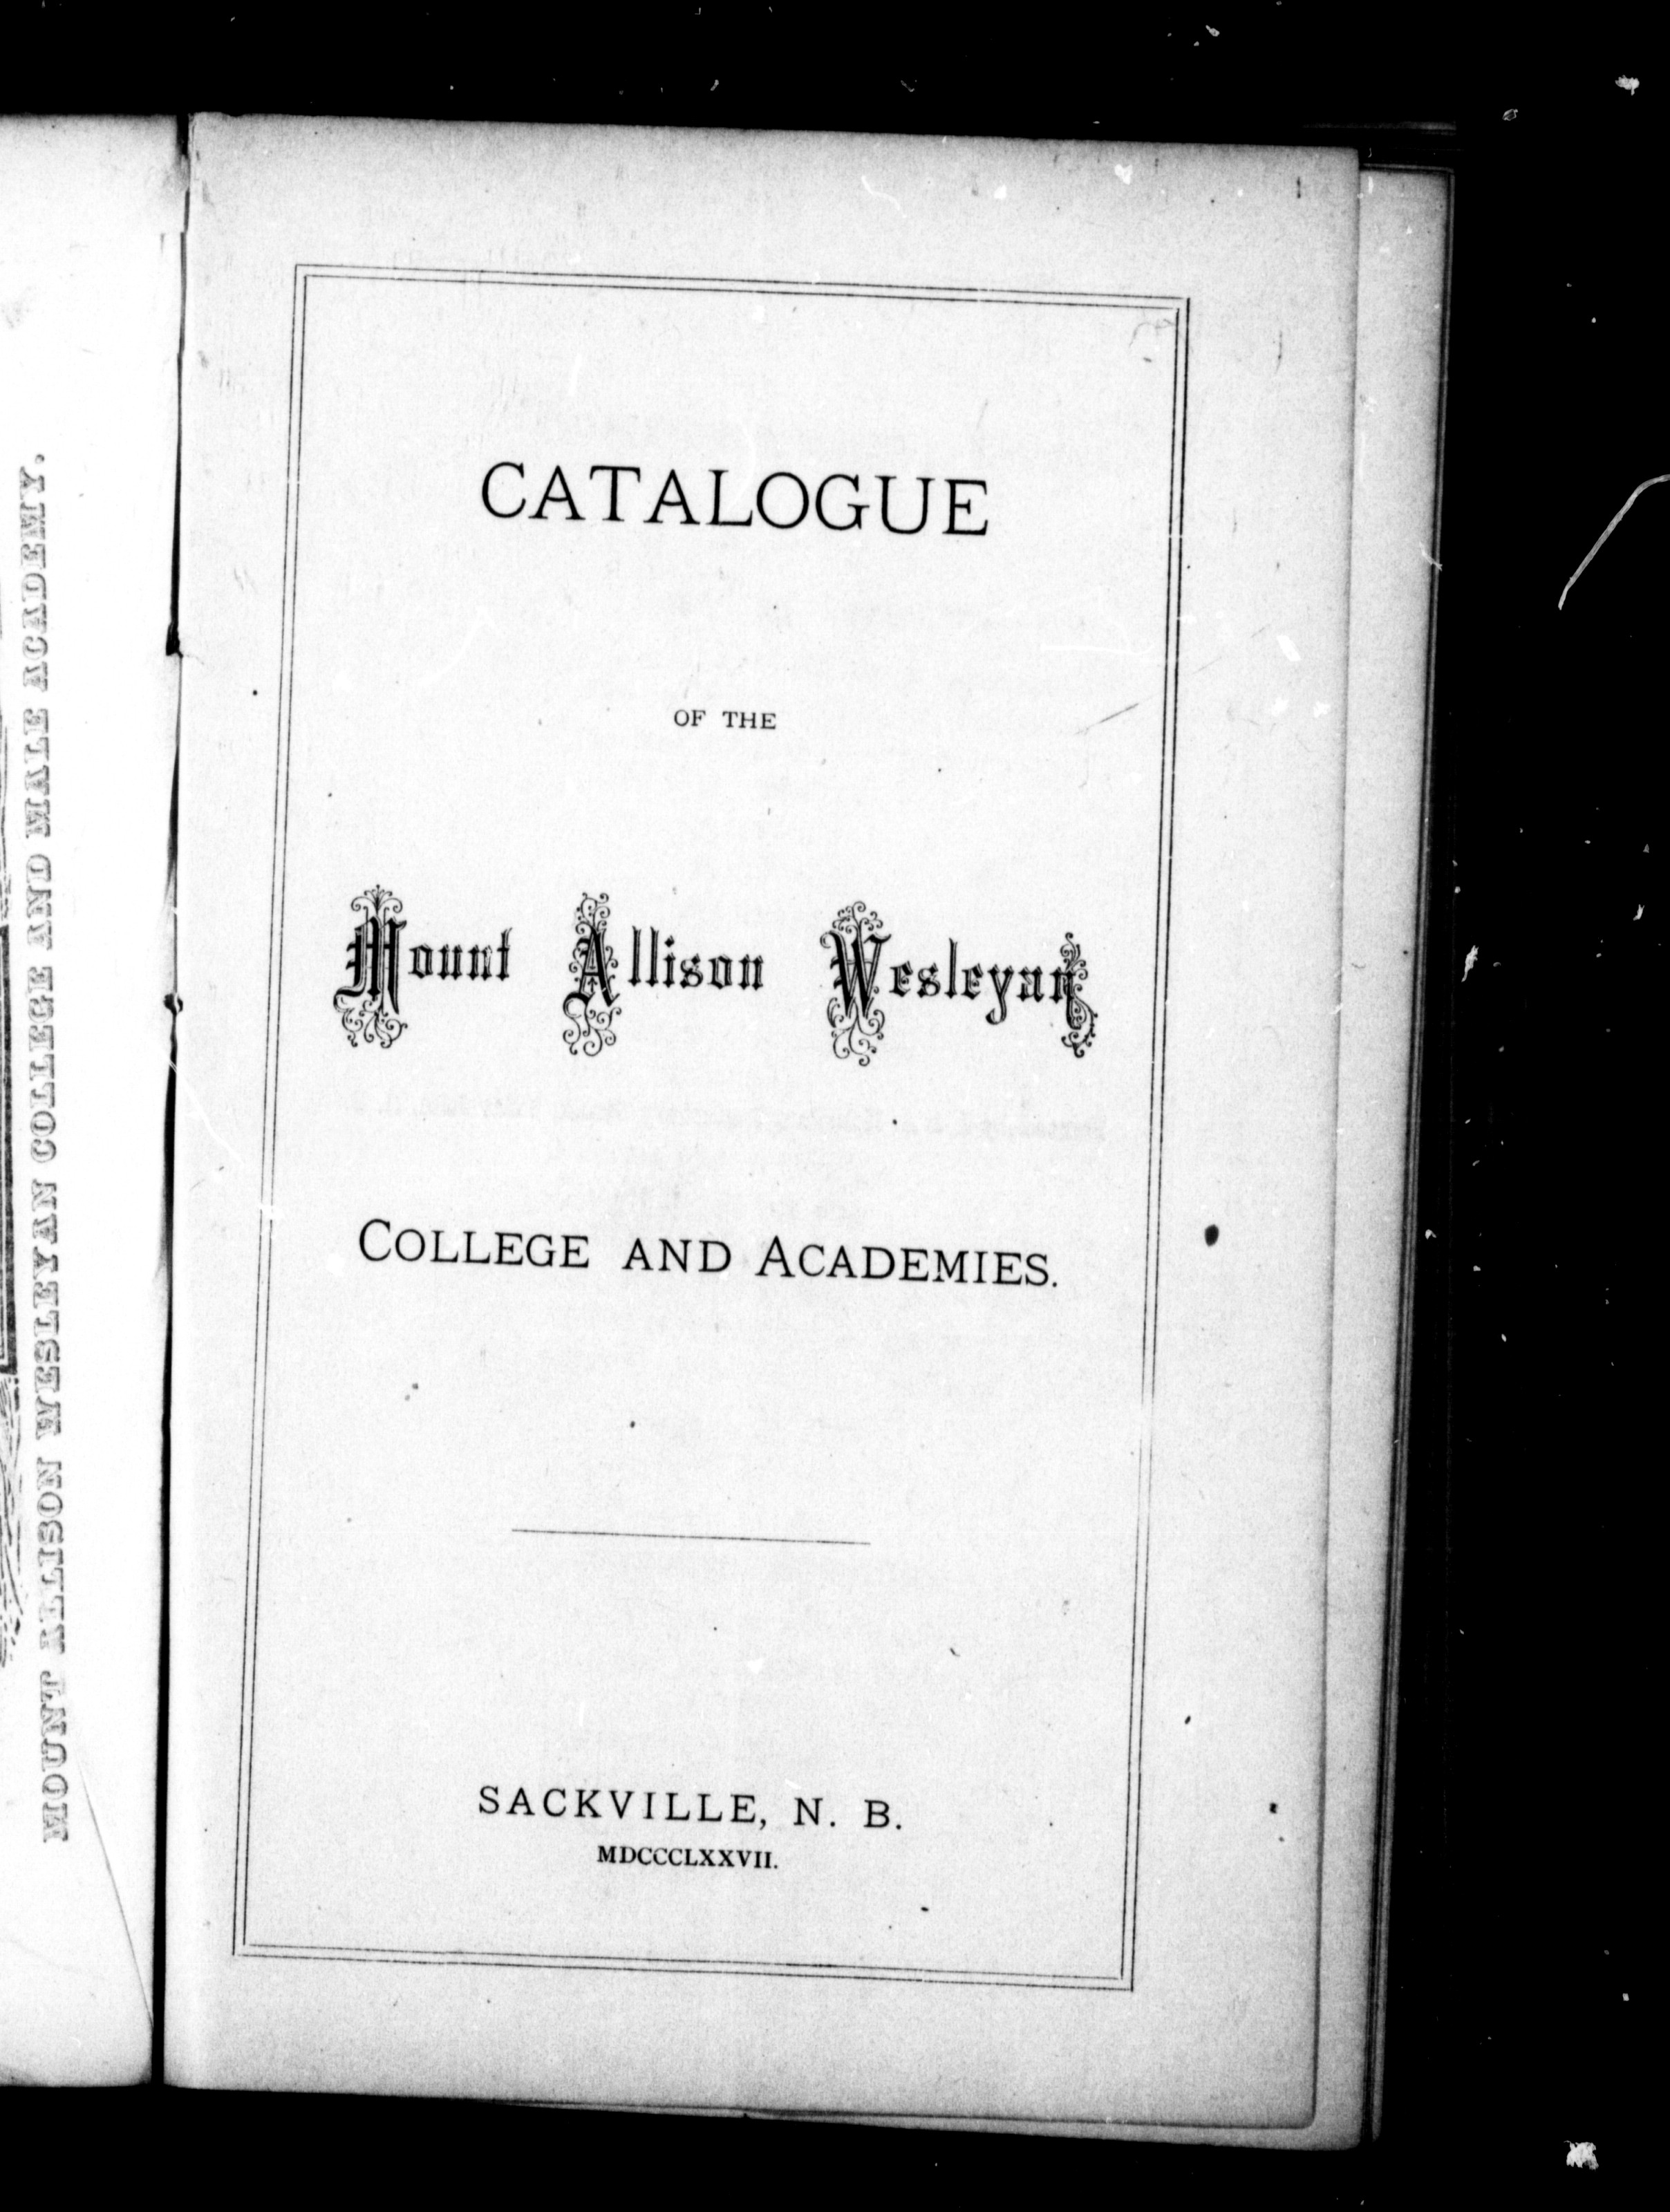 MOUNT ALLISON WESLEYAN COLLEGE AND MALE ACADEMY.
CATALOGUE
OF THE
Mount Allison Wesleyan
COLLEGE AND ACADEMIES.
SACKVILLE, N. B.
MDCCCLXXVII.